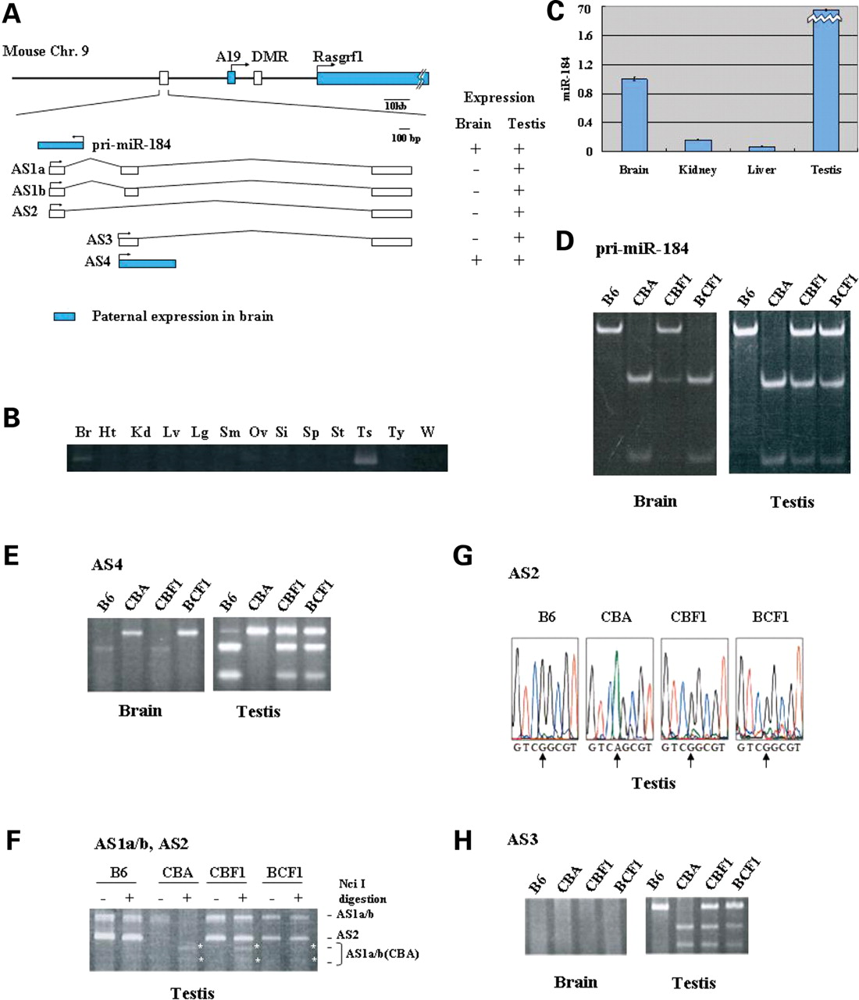 A
Mouse Chr. 9
A19 DMR Rasgrf1
10kb
100 bp
Expression
Brain Testis
pri-miR-184 + +
AS1a - +
AS1b - +
AS2 - +
AS3 - +
AS4 + +
Paternal expression in brain
B
Br Ht Kd Lv Lg Sm Ov Si Sp St Ts Ty W
C
miR-184
70
1.6
1.2
0.8
0.4
0
Brain Kidney Liver Testis
D
pri-miR-184
B6 CBA CBF1 BCF1 B6 CBA CBF1 BCF1
Brain Testis
E
AS4
B6 CBA CBF1 BCF1 B6 CBA CBF1 BCF1
Brain Testis
G
AS2
B6 CBA CBF1 BCF1
GTCGGCGT GTCAGCGT GTCGGCGT GTCGGCGT
Testis
F
AS1a/b, AS2
B6 CBA CBF1 BCF1
Nci I
digestion
- + - + - + - +
- AS1a/b
- AS2
* * *
AS1a/b(CBA)
* * *
Testis
H
AS3
B6 CBA CBF1 BCF1 B6 CBA CBF1 BCF1
Brain Testis